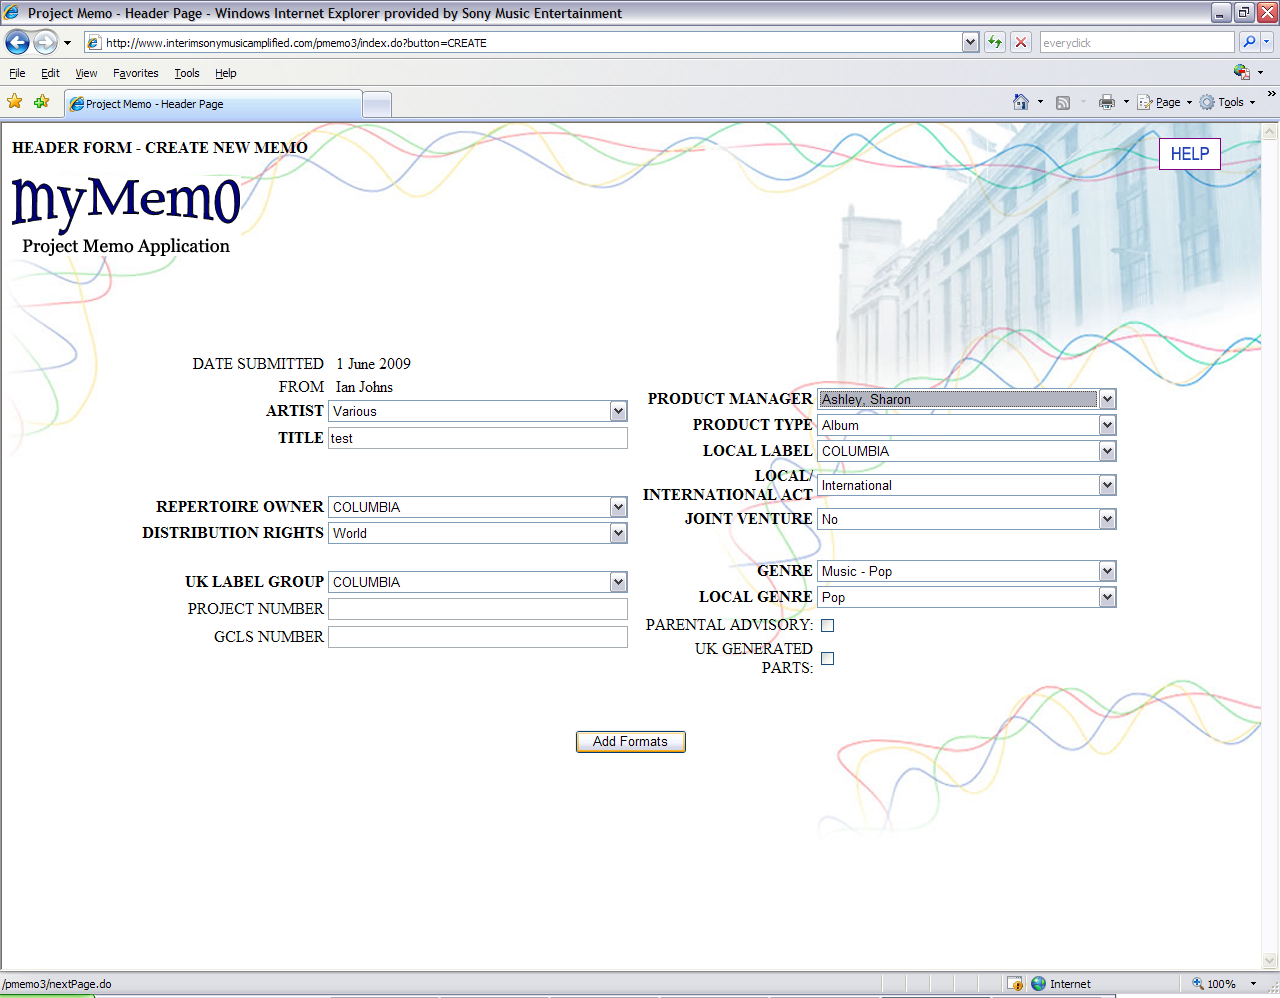 Project Memo - Header Page - Windows Internet Explorer provided by Sony Music Entertainment
http://www.interimsonymusicamplified.com/pmemo3/index.do?button=CREATE
everyclick
File Edit View Favorites Tools Help
Project Memo - Header Page
Page Tools
HEADER FORM - CREATE NEW MEMO
HELP
myMemo
Project Memo Application
DATE SUBMITTED 1 June 2009
FROM Ian Johns
ARTIST Various
TITLE test
REPERTOIRE OWNER COLUMBIA
DISTRIBUTION RIGHTS World
UK LABEL GROUP COLUMBIA
PROJECT NUMBER
GCLS NUMBER
PRODUCT MANAGER Ashley, Sharon
PRODUCT TYPE Album
LOCAL LABEL COLUMBIA
LOCAL/
INTERNATIONAL ACT International
JOINT VENTURE No
GENRE Music - Pop
LOCAL GENRE Pop
PARENTAL ADVISORY:
UK GENERATED
PARTS:
Add Formats
/pmemo3/nextPage.do
Internet
100%